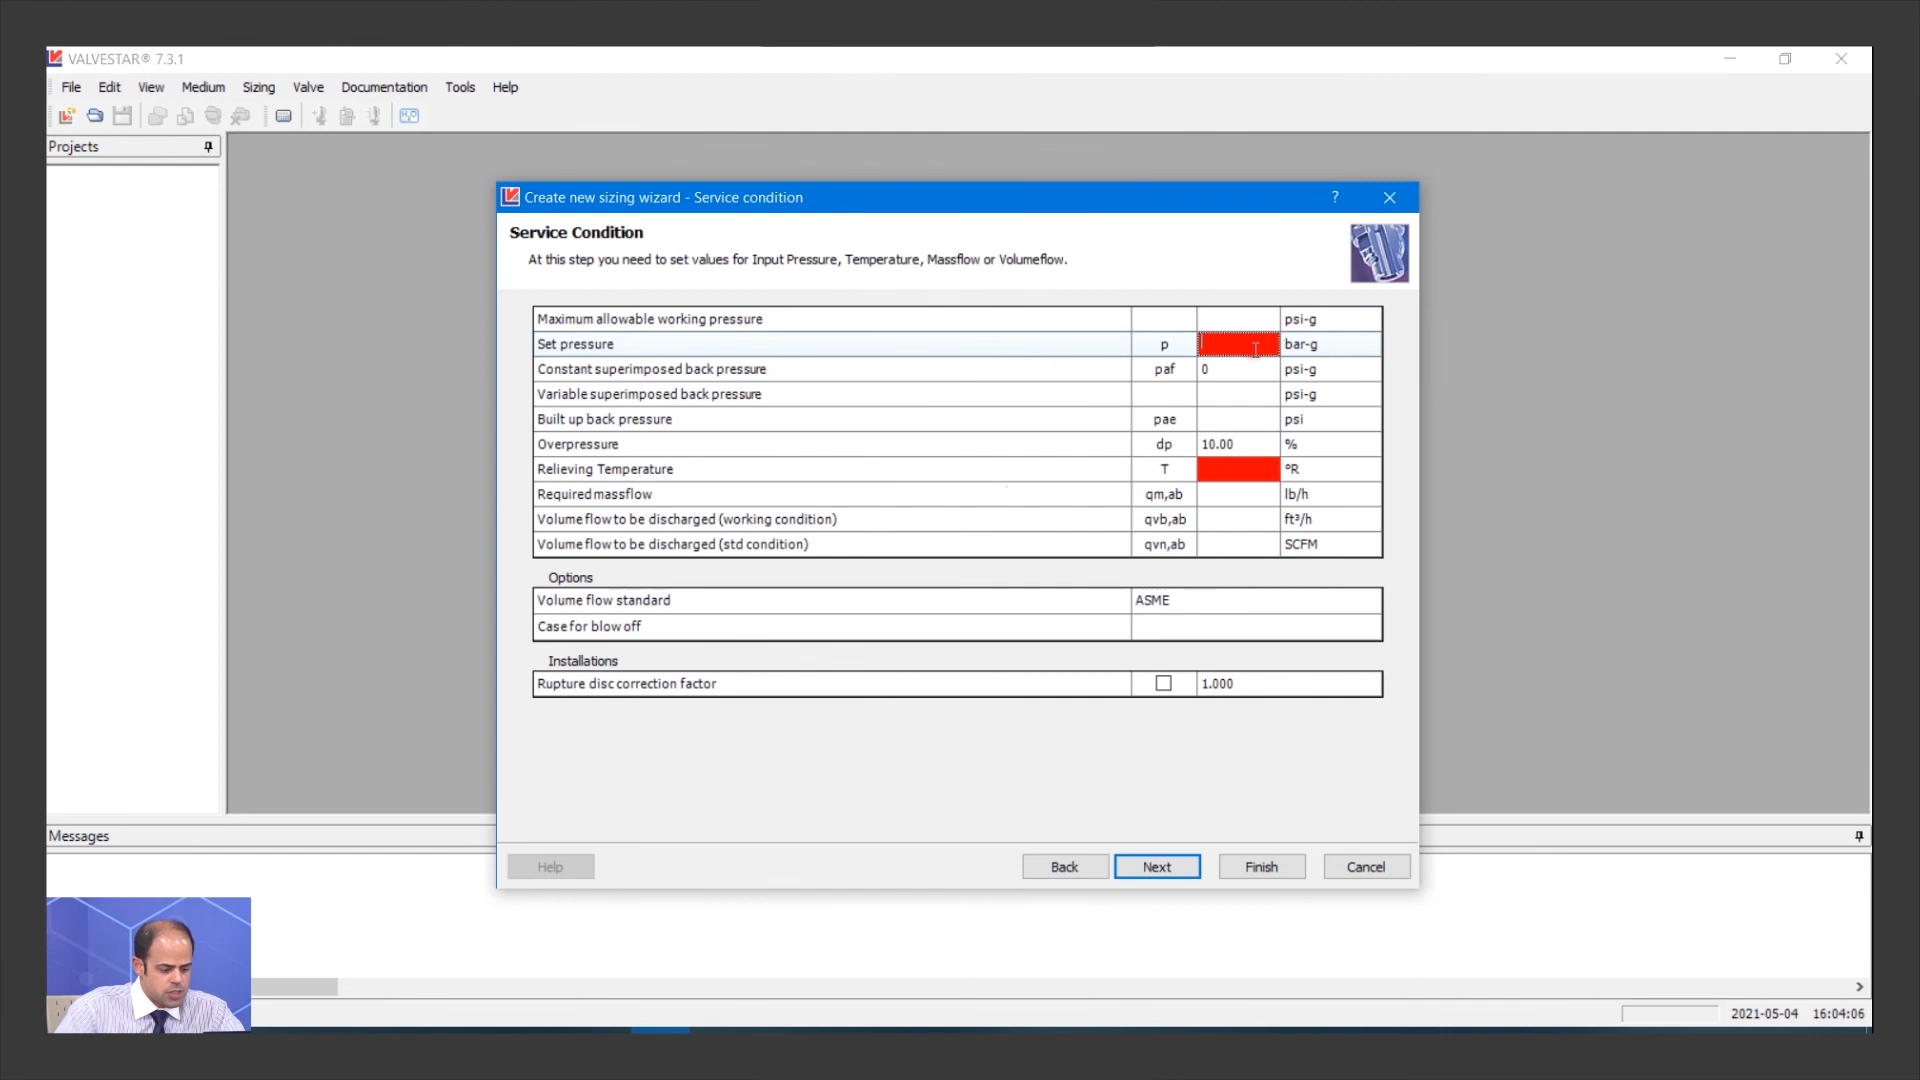 VALVESTAR® 7.3.1
File Edit View Medium Sizing Valve Documentation Tools Help
Projects
Create new sizing wizard - Service condition ?
Service Condition
At this step you need to set values for Input Pressure, Temperature, Massflow or Volumeflow.
Maximum allowable working pressure psi-g
Set pressure p bar-g
Constant superimposed back pressure paf 0 psi-g
Variable superimposed back pressure psi-g
Built up back pressure pae psi
Overpressure dp 10.00 %
Relieving Temperature T °R
Required massflow qm,ab lb/h
Volume flow to be discharged (working condition) qvb,ab ft³/h
Volume flow to be discharged (std condition) qvn,ab SCFM
Options
Volume flow standard ASME
Case for blow off
Installations
Rupture disc correction factor 1.000
Messages
Help Back Next Finish Cancel
2021-05-04 16:04:06